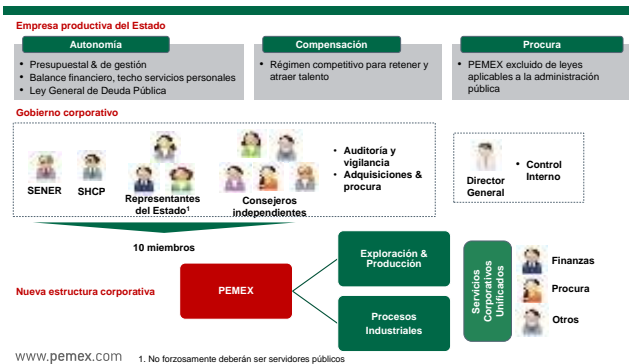 Empresa productiva del Estado
Autonomía
• Presupuestal & de gestión
• Balance financiero, techo servicios personales
• Ley General de Deuda Pública
Compensación
• Régimen competitivo para retener y
atraer talento
Procura
• PEMEX excluido de leyes
aplicables a la administración
pública
Gobierno corporativo
SENER
SHCP
Representantes
del Estado¹
Consejeros
independientes
• Auditoría y
vigilancia
• Adquisiciones &
procura
Director
General
• Control
Interno
10 miembros
Nueva estructura corporativa
PEMEX
Exploración &
Producción
Procesos
Industriales
Servicios
Corporativos
Unificados
Finanzas
Procura
Otros
www.pemex.com
1. No forzosamente deberán ser servidores públicos